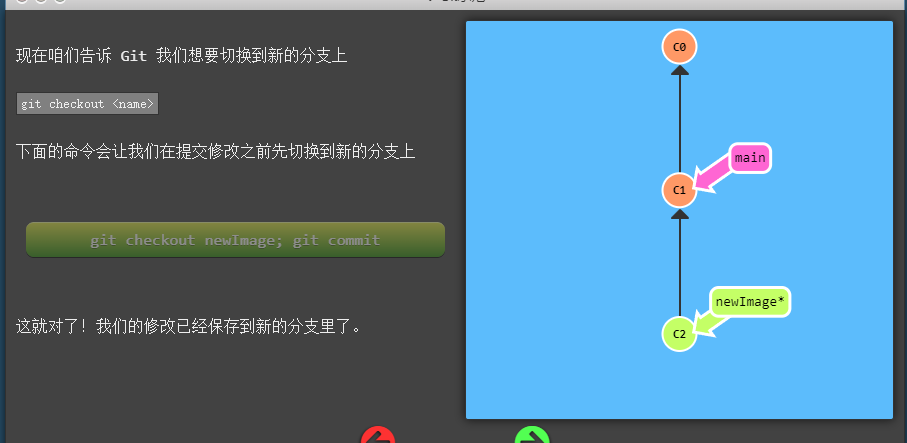 现在咱们告诉 Git 我们想要切换到新的分支上
git checkout <name>
下面的命令会让我们在提交修改之前先切换到新的分支上
git checkout newImage; git commit
这就对了！我们的修改已经保存到新的分支里了。
C0
main
C1
newImage*
C2